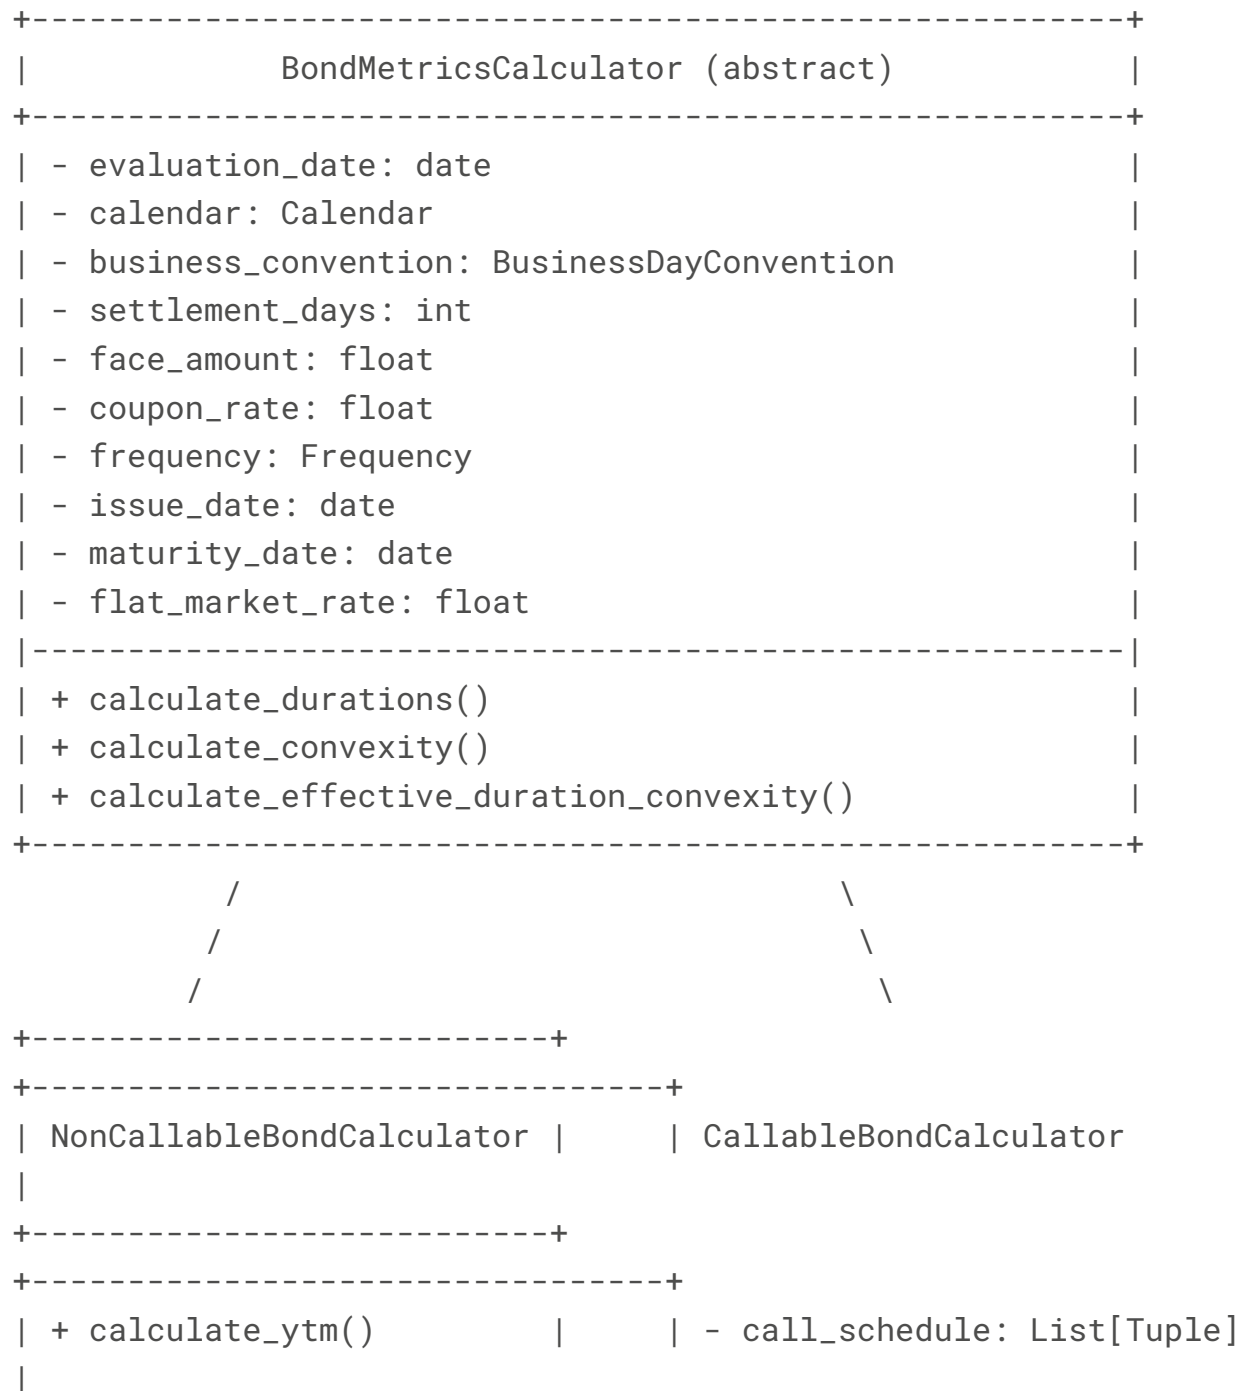 +---------------------------------------------------------+
|             BondMetricsCalculator (abstract)            |
+---------------------------------------------------------+
| - evaluation_date: date                                 |
| - calendar: Calendar                                    |
| - business_convention: BusinessDayConvention            |
| - settlement_days: int                                  |
| - face_amount: float                                    |
| - coupon_rate: float                                    |
| - frequency: Frequency                                  |
| - issue_date: date                                      |
| - maturity_date: date                                   |
| - flat_market_rate: float                               |
|---------------------------------------------------------|
| + calculate_durations()                                 |
| + calculate_convexity()                                 |
| + calculate_effective_duration_convexity()              |
+---------------------------------------------------------+
           /                               \
          /                                 \
         /                                   \
+---------------------------+
+---------------------------------+
| NonCallableBondCalculator |     | CallableBondCalculator
|
+---------------------------+
+---------------------------------+
| + calculate_ytm()         |     | - call_schedule: List[Tuple]
|